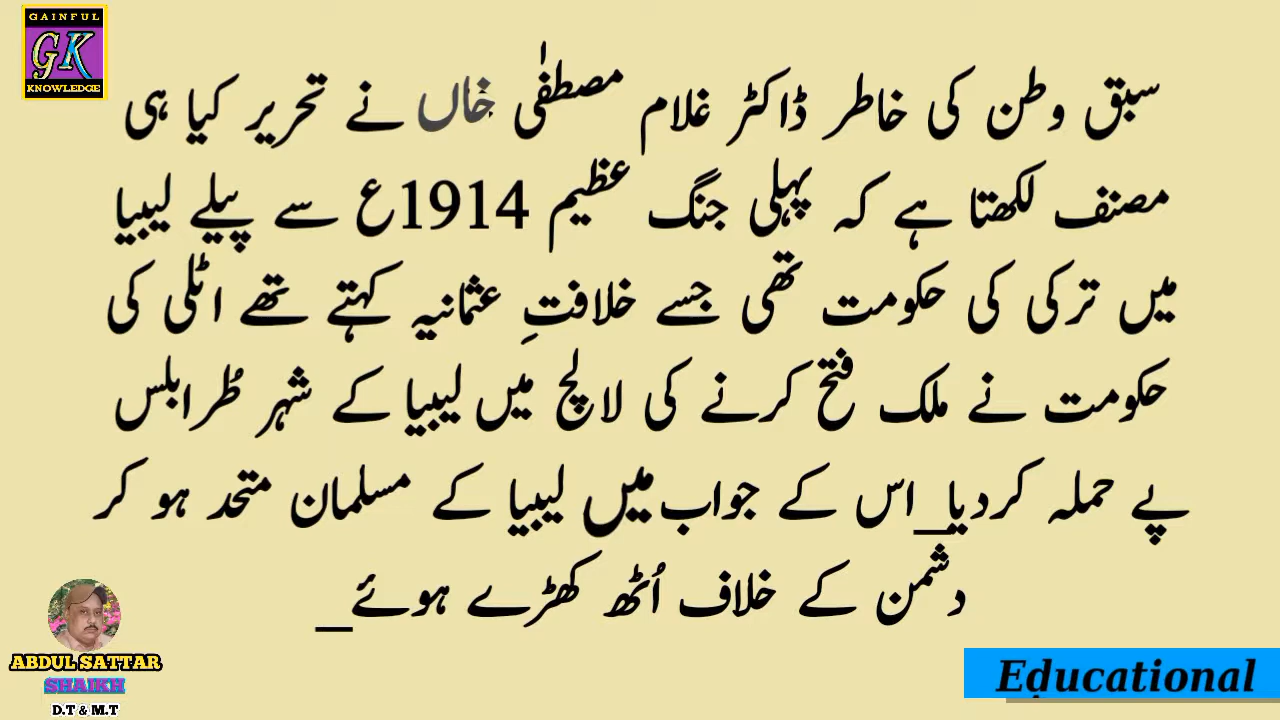 GAINFUL
GK
KNOWLEDGE
سبق وطن کی خاطر ڈاکٹر غلام مصطفٰی خاں نے تحریر کیا ہی
مصنف لکھتا ہے کہ پہلی جنگ عظیم 1914ع سے پہلے لیبیا
میں ترکی کی حکومت تھی جسے خلافتِ عثمانیہ کہتے تھے اٹلی کی
حکومت نے ملک فتح کرنے کی لالچ میں لیبیا کے شہر طُرابلس
پے حملہ کردیا_اس کے جواب میں لیبیا کے مسلمان متحد ہو کر
دشمن کے خلاف اُٹھ کھڑے ہوئے_
ABDUL SATTAR
SHAIKH
D.T & M.T
Educational